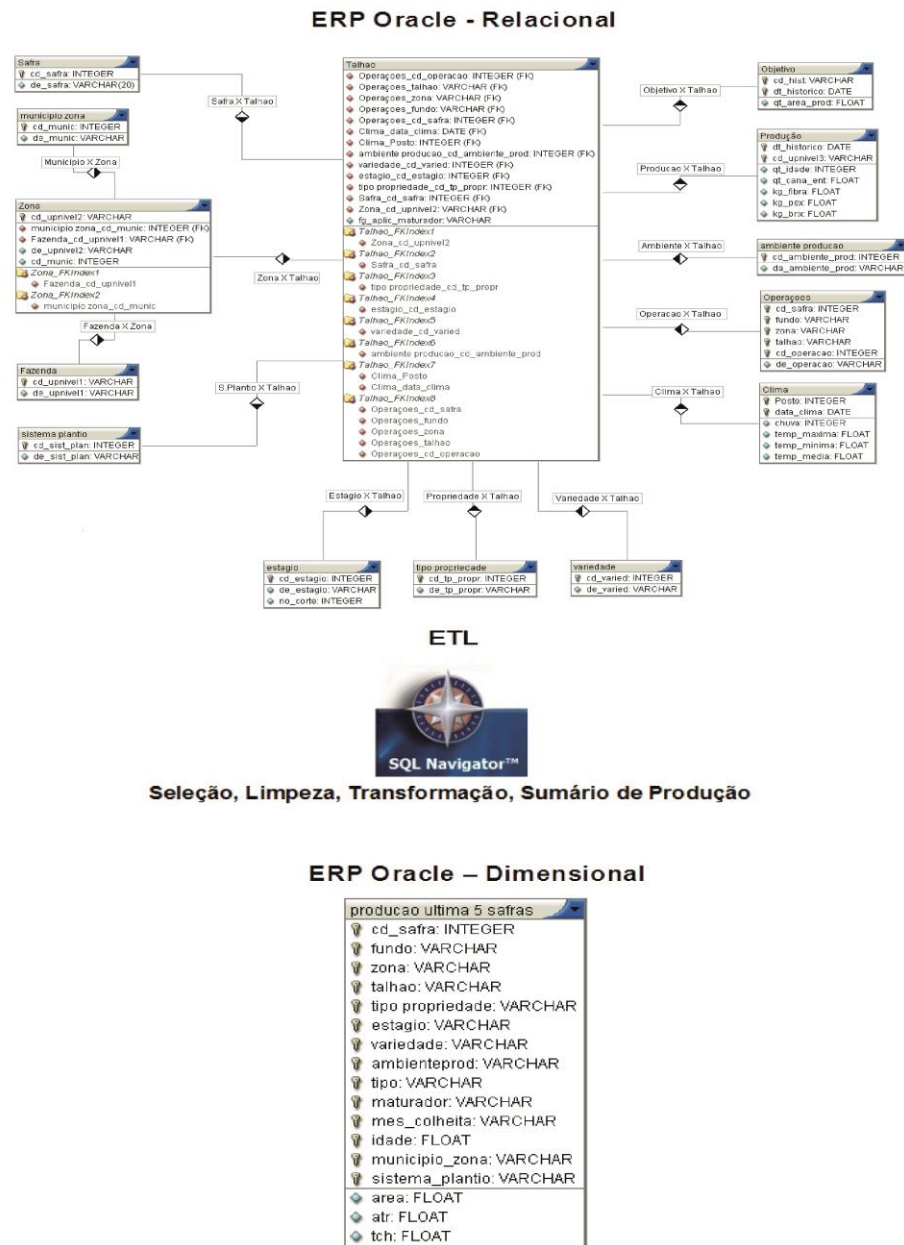 ERP Oracle - Relacional
Safra
cd_safra: INTEGER
de_safra: VARCHAR(20)
Safra X Talhao
municipio zona
cd_munic: INTEGER
de_munic: VARCHAR
Municipio X Zona
Zona
cd_upnivel2: VARCHAR
municipio zona_cd_munic: INTEGER (FK)
Fazenda_cd_upnivel1: VARCHAR (FK)
de_upnivel2: VARCHAR
cd_munic: INTEGER
Zona_FKIndex1
Fazenda_cd_upnivel1
Zona_FKIndex2
municipio zona_cd_munic
Zona X Talhao
Fazenda X Zona
Fazenda
cd_upnivel1: VARCHAR
de_upnivel1: VARCHAR
S.Plantio X Talhao
sistema plantio
cd_sist_plan: INTEGER
de_sist_plan: VARCHAR
Talhao
Operaçoes_cd_operacao: INTEGER (FK)
Operaçoes_talhao: VARCHAR (FK)
Operaçoes_zona: VARCHAR (FK)
Operaçoes_fundo: VARCHAR (FK)
Operaçoes_cd_safra: INTEGER (FK)
Clima_data_clima: DATE (FK)
Clima_Posto: INTEGER (FK)
ambiente producao_cd_ambiente_prod: INTEGER (FK)
variedade_cd_varied: INTEGER (FK)
estagio_cd_estagio: INTEGER (FK)
tipo propriedade_cd_tp_propr: INTEGER (FK)
Safra_cd_safra: INTEGER (FK)
Zona_cd_upnivel2: VARCHAR (FK)
fg_aplic_maturador: VARCHAR
Talhao_FKIndex1
Zona_cd_upnivel2
Talhao_FKIndex2
Safra_cd_safra
Talhao_FKIndex3
tipo propriedade_cd_tp_propr
Talhao_FKIndex4
estagio_cd_estagio
Talhao_FKIndex5
variedade_cd_varied
Talhao_FKIndex6
ambiente producao_cd_ambiente_prod
Talhao_FKIndex7
Clima_Posto
Clima_data_clima
Talhao_FKIndex8
Operaçoes_cd_safra
Operaçoes_fundo
Operaçoes_zona
Operaçoes_talhao
Operaçoes_cd_operacao
Objetivo X Talhao
Objetivo
cd_hist: VARCHAR
dt_historico: DATE
qt_area_prod: FLOAT
Producao X Talhao
Produção
dt_historico: DATE
cd_upnivel3: VARCHAR
qt_idade: INTEGER
qt_cana_ent: FLOAT
kg_fibra: FLOAT
kg_pcx: FLOAT
kg_brix: FLOAT
Ambiente X Talhao
ambiente producao
cd_ambiente_prod: INTEGER
da_ambiente_prod: VARCHAR
Operacao X Talhao
cd_safra: INTEGER
fundo: VARCHAR
zona: VARCHAR
talhao: VARCHAR
cd_operacao: INTEGER
de_operacao: VARCHAR
Clima X Talhao
Clima
Posto: INTEGER
data_clima: DATE
chuva: INTEGER
temp_maxima: FLOAT
temp_minima: FLOAT
temp_media: FLOAT
Estagio X Talhao
Propriedade X Talhao
Variedade X Talhao
estagio
cd_estagio: INTEGER
de_estagio: VARCHAR
no_corte: INTEGER
tipo propriedade
cd_tp_propr: INTEGER
de_tp_propr: VARCHAR
variedade
cd_varied: INTEGER
de_varied: VARCHAR
ETL
SQL Navigator™
Seleção, Limpeza, Transformação, Sumário de Produção
ERP Oracle – Dimensional
producao ultima 5 safras
cd_safra: INTEGER
fundo: VARCHAR
zona: VARCHAR
talhao: VARCHAR
tipo propriedade: VARCHAR
estagio: VARCHAR
variedade: VARCHAR
ambienteprod: VARCHAR
tipo: VARCHAR
maturador: VARCHAR
mes_colheita: VARCHAR
idade: FLOAT
municipio_zona: VARCHAR
sistema_plantio: VARCHAR
area: FLOAT
atr: FLOAT
tch: FLOAT